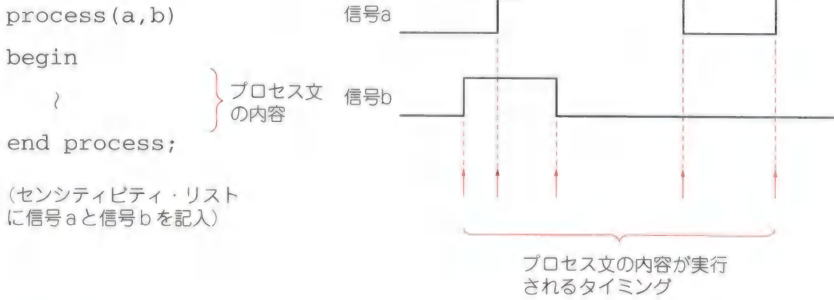 process(a,b)
begin
～
プロセス文
の内容
end process;
(センシティビティ・リスト
に信号aと信号bを記入)
信号a
信号b
プロセス文の内容が実行
されるタイミング